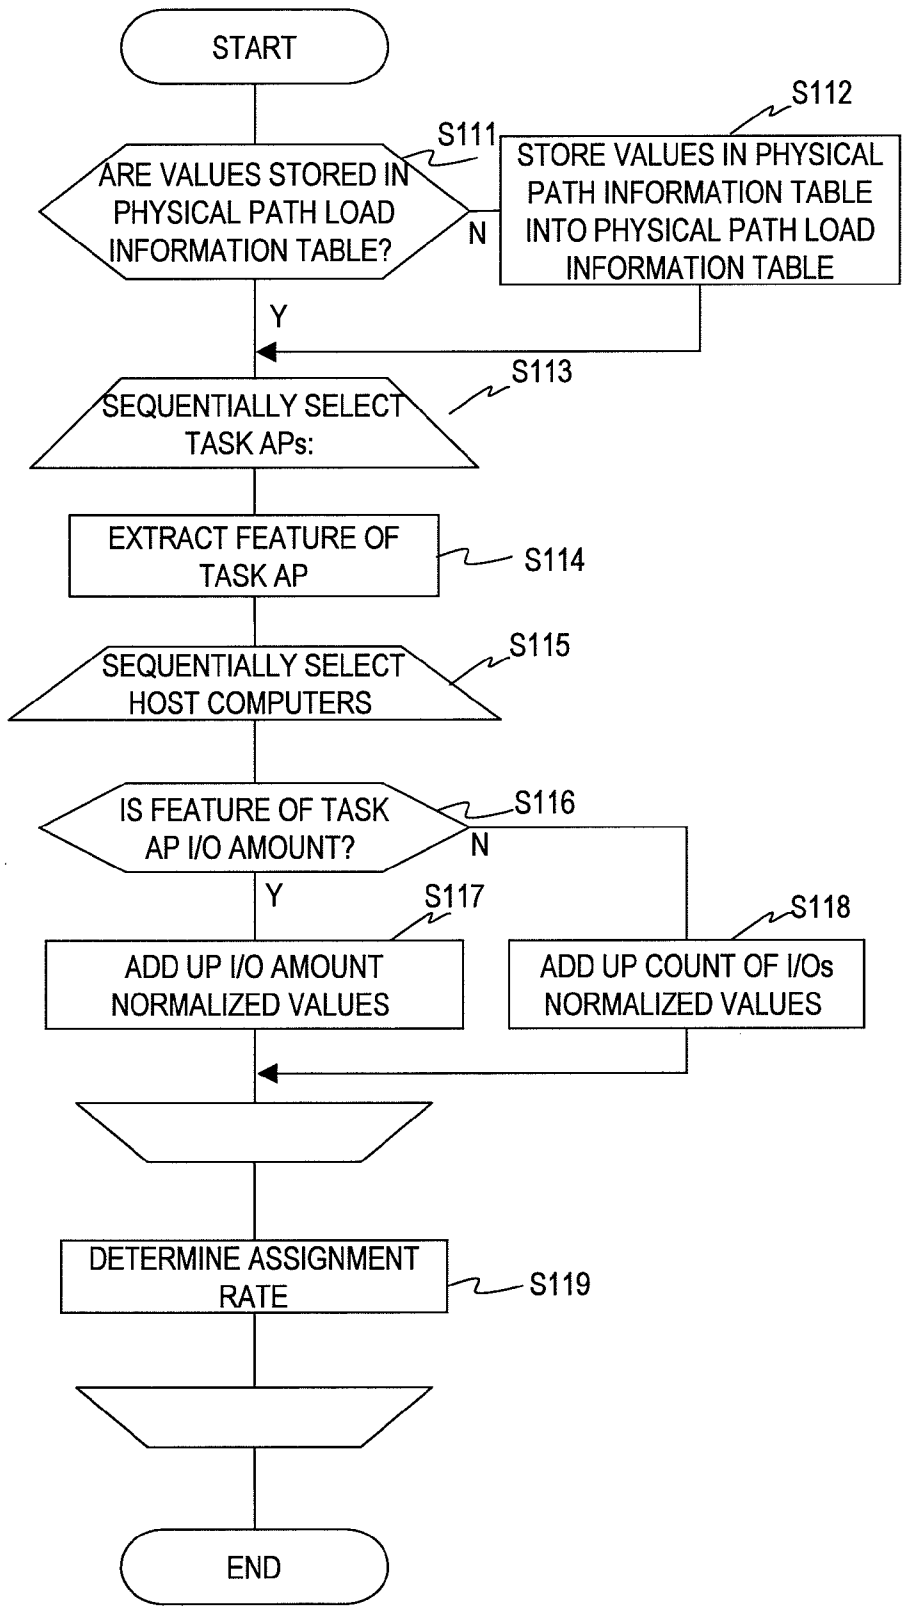 START
S111
ARE VALUES STORED IN
PHYSICAL PATH LOAD
INFORMATION TABLE?
N
Y
S112
STORE VALUES IN PHYSICAL
PATH INFORMATION TABLE
INTO PHYSICAL PATH LOAD
INFORMATION TABLE
S113
SEQUENTIALLY SELECT
TASK APs:
EXTRACT FEATURE OF
TASK AP
S114
S115
SEQUENTIALLY SELECT
HOST COMPUTERS
S116
IS FEATURE OF TASK
AP I/O AMOUNT?
N
Y
S117
ADD UP I/O AMOUNT
NORMALIZED VALUES
S118
ADD UP COUNT OF I/Os
NORMALIZED VALUES
DETERMINE ASSIGNMENT
RATE
S119
END